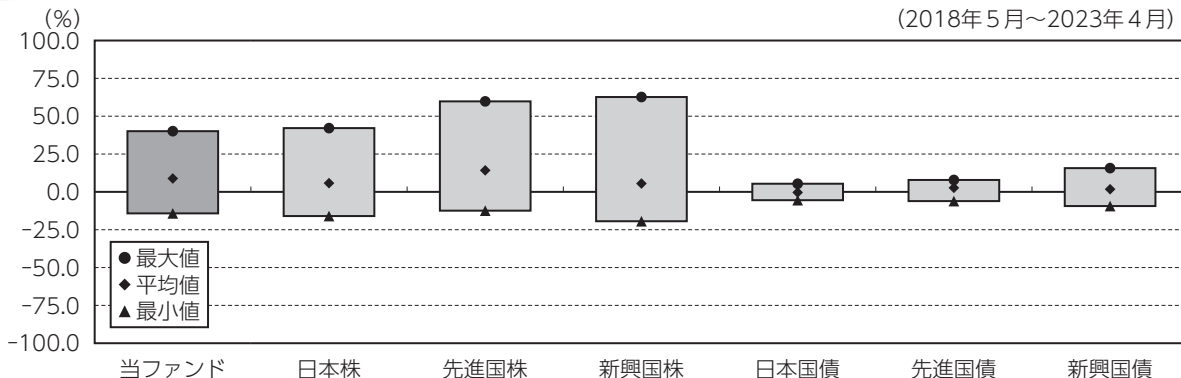 (%)
(2018年5月～2023年4月)
100.0
75.0
50.0
25.0
0.0
-25.0
-50.0
-75.0
-100.0
●最大値
◆平均値
▲最小値
当ファンド 日本株 先進国株 新興国株 日本国債 先進国債 新興国債